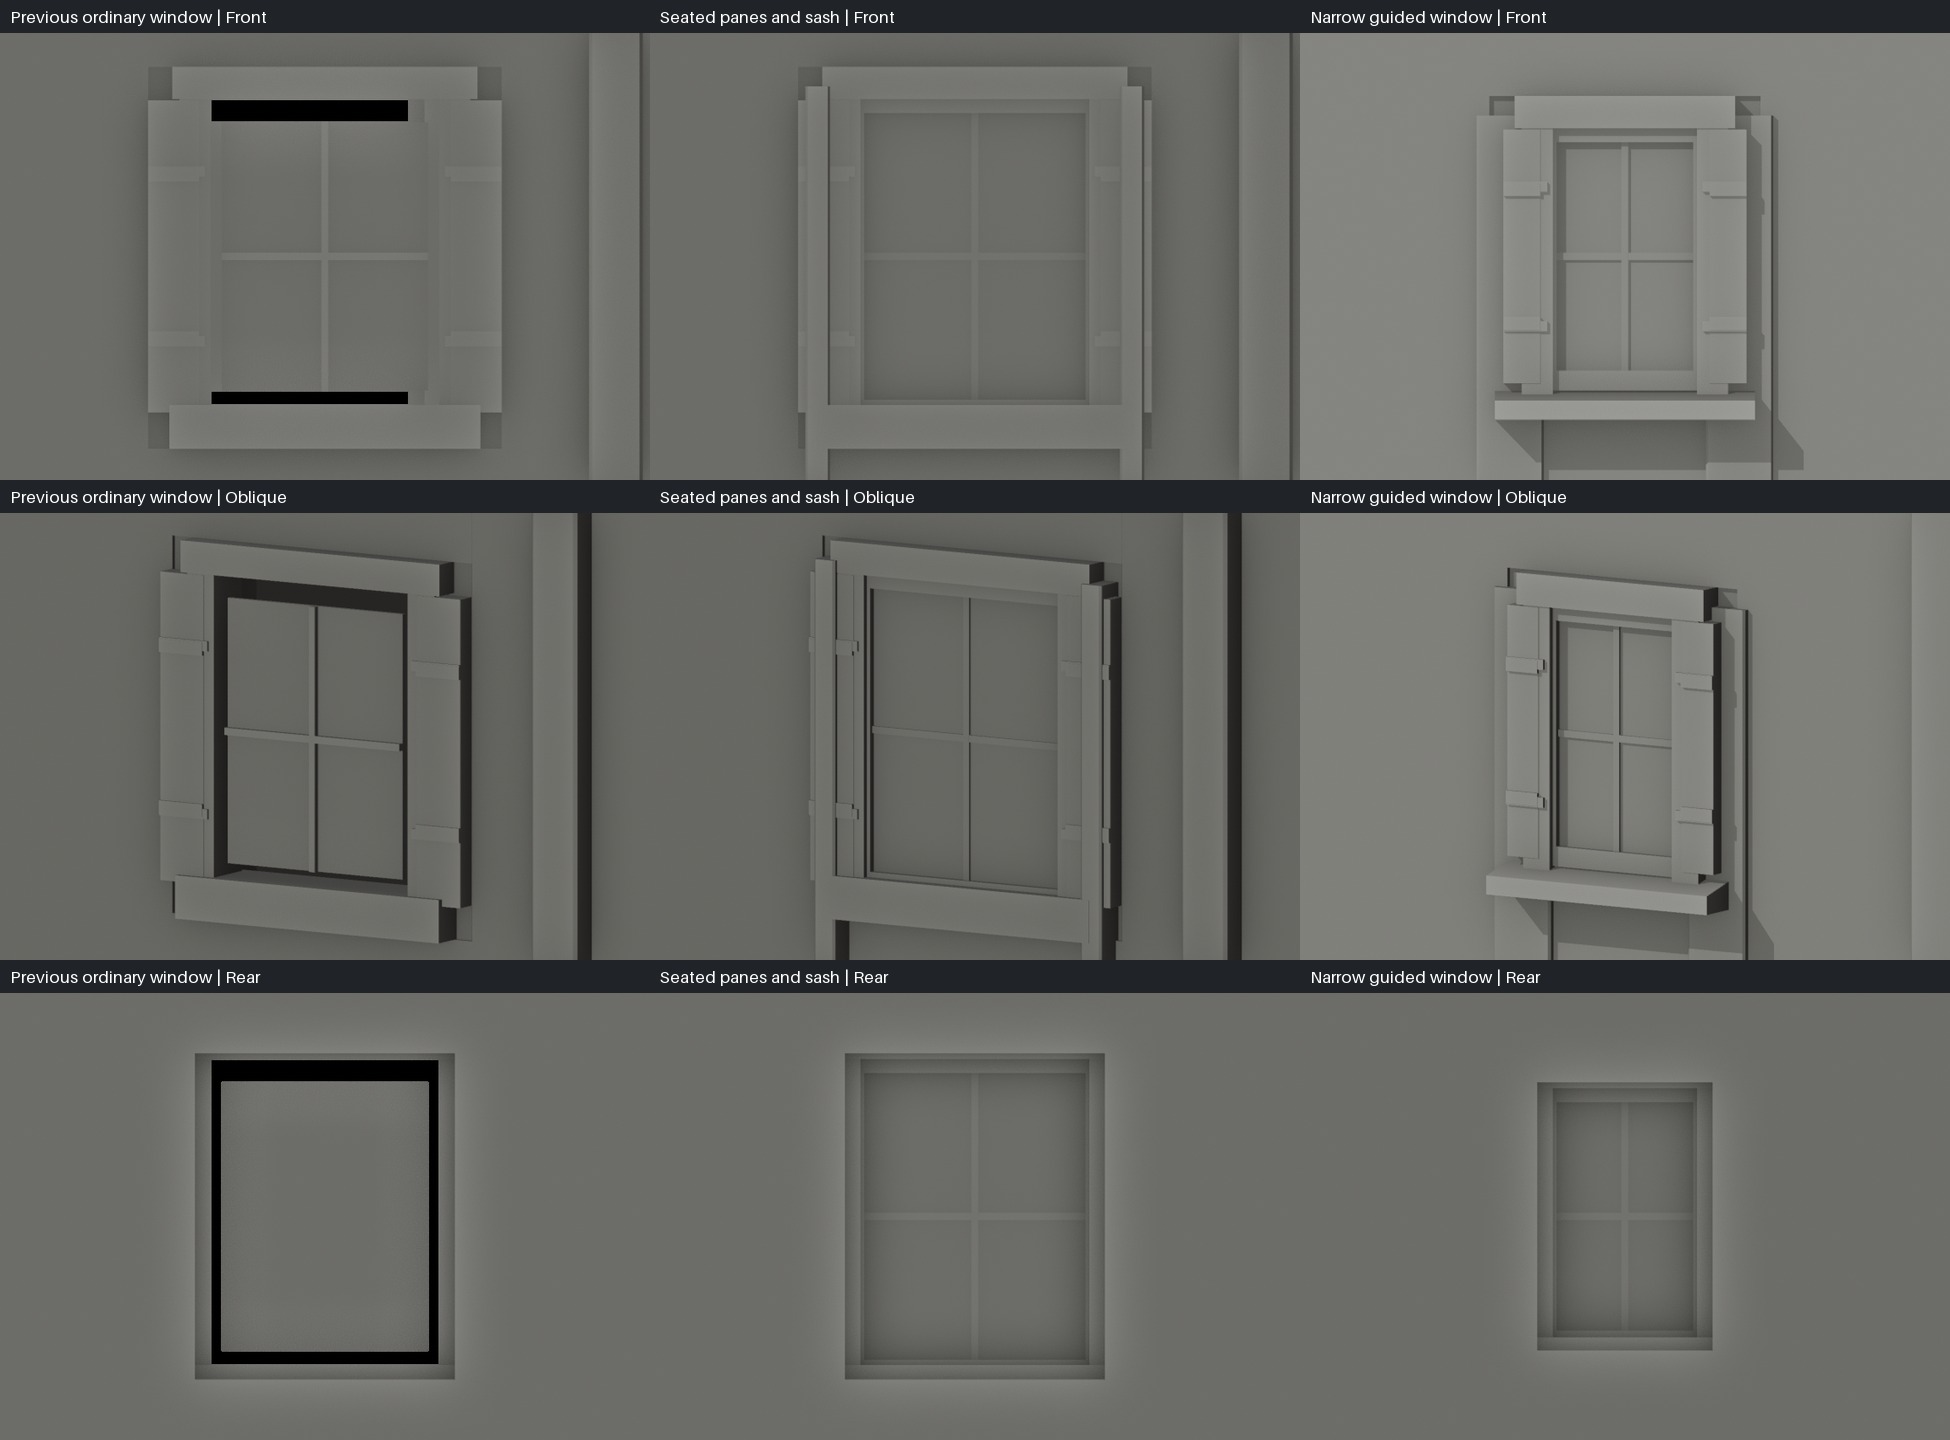 Previous ordinary window | Front
Seated panes and sash | Front
Narrow guided window | Front
Previous ordinary window | Oblique
Seated panes and sash | Oblique
Narrow guided window | Oblique
Previous ordinary window | Rear
Seated panes and sash | Rear
Narrow guided window | Rear